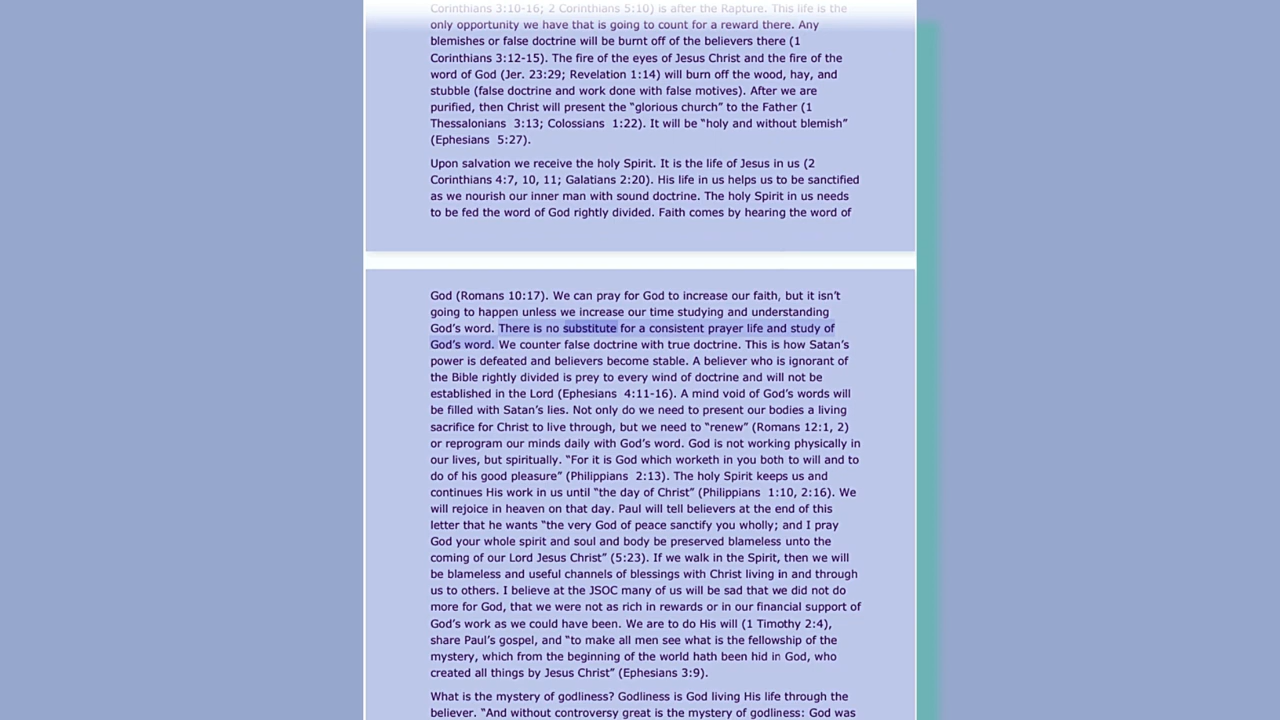 Corinthians 3:10-16; 2 Corinthians 5:10) is after the Rapture. This life is the
only opportunity we have that is going to count for a reward there. Any
blemishes or false doctrine will be burnt off of the believers there (1
Corinthians 3:12-15). The fire of the eyes of Jesus Christ and the fire of the
word of God (Jer. 23:29; Revelation 1:14) will burn off the wood, hay, and
stubble (false doctrine and work done with false motives). After we are
purified, then Christ will present the “glorious church” to the Father (1
Thessalonians 3:13; Colossians 1:22). It will be “holy and without blemish”
(Ephesians 5:27).
Upon salvation we receive the holy Spirit. It is the life of Jesus in us (2
Corinthians 4:7, 10, 11; Galatians 2:20). His life in us helps us to be sanctified
as we nourish our inner man with sound doctrine. The holy Spirit in us needs
to be fed the word of God rightly divided. Faith comes by hearing the word of
God (Romans 10:17). We can pray for God to increase our faith, but it isn’t
going to happen unless we increase our time studying and understanding
God’s word. There is no substitute for a consistent prayer life and study of
God’s word. We counter false doctrine with true doctrine. This is how Satan’s
power is defeated and believers become stable. A believer who is ignorant of
the Bible rightly divided is prey to every wind of doctrine and will not be
established in the Lord (Ephesians 4:11-16). A mind void of God’s words will
be filled with Satan’s lies. Not only do we need to present our bodies a living
sacrifice for Christ to live through, but we need to “renew” (Romans 12:1, 2)
or reprogram our minds daily with God’s word. God is not working physically in
our lives, but spiritually. “For it is God which worketh in you both to will and to
do of his good pleasure” (Philippians 2:13). The holy Spirit keeps us and
continues His work in us until “the day of Christ” (Philippians 1:10, 2:16). We
will rejoice in heaven on that day. Paul will tell believers at the end of this
letter that he wants “the very God of peace sanctify you wholly; and I pray
God your whole spirit and soul and body be preserved blameless unto the
coming of our Lord Jesus Christ” (5:23). If we walk in the Spirit, then we will
be blameless and useful channels of blessings with Christ living in and through
us to others. I believe at the JSOC many of us will be sad that we did not do
more for God, that we were not as rich in rewards or in our financial support of
God’s work as we could have been. We are to do His will (1 Timothy 2:4),
share Paul’s gospel, and “to make all men see what is the fellowship of the
mystery, which from the beginning of the world hath been hid in God, who
created all things by Jesus Christ” (Ephesians 3:9).
What is the mystery of godliness? Godliness is God living His life through the
believer. “And without controversy great is the mystery of godliness: God was